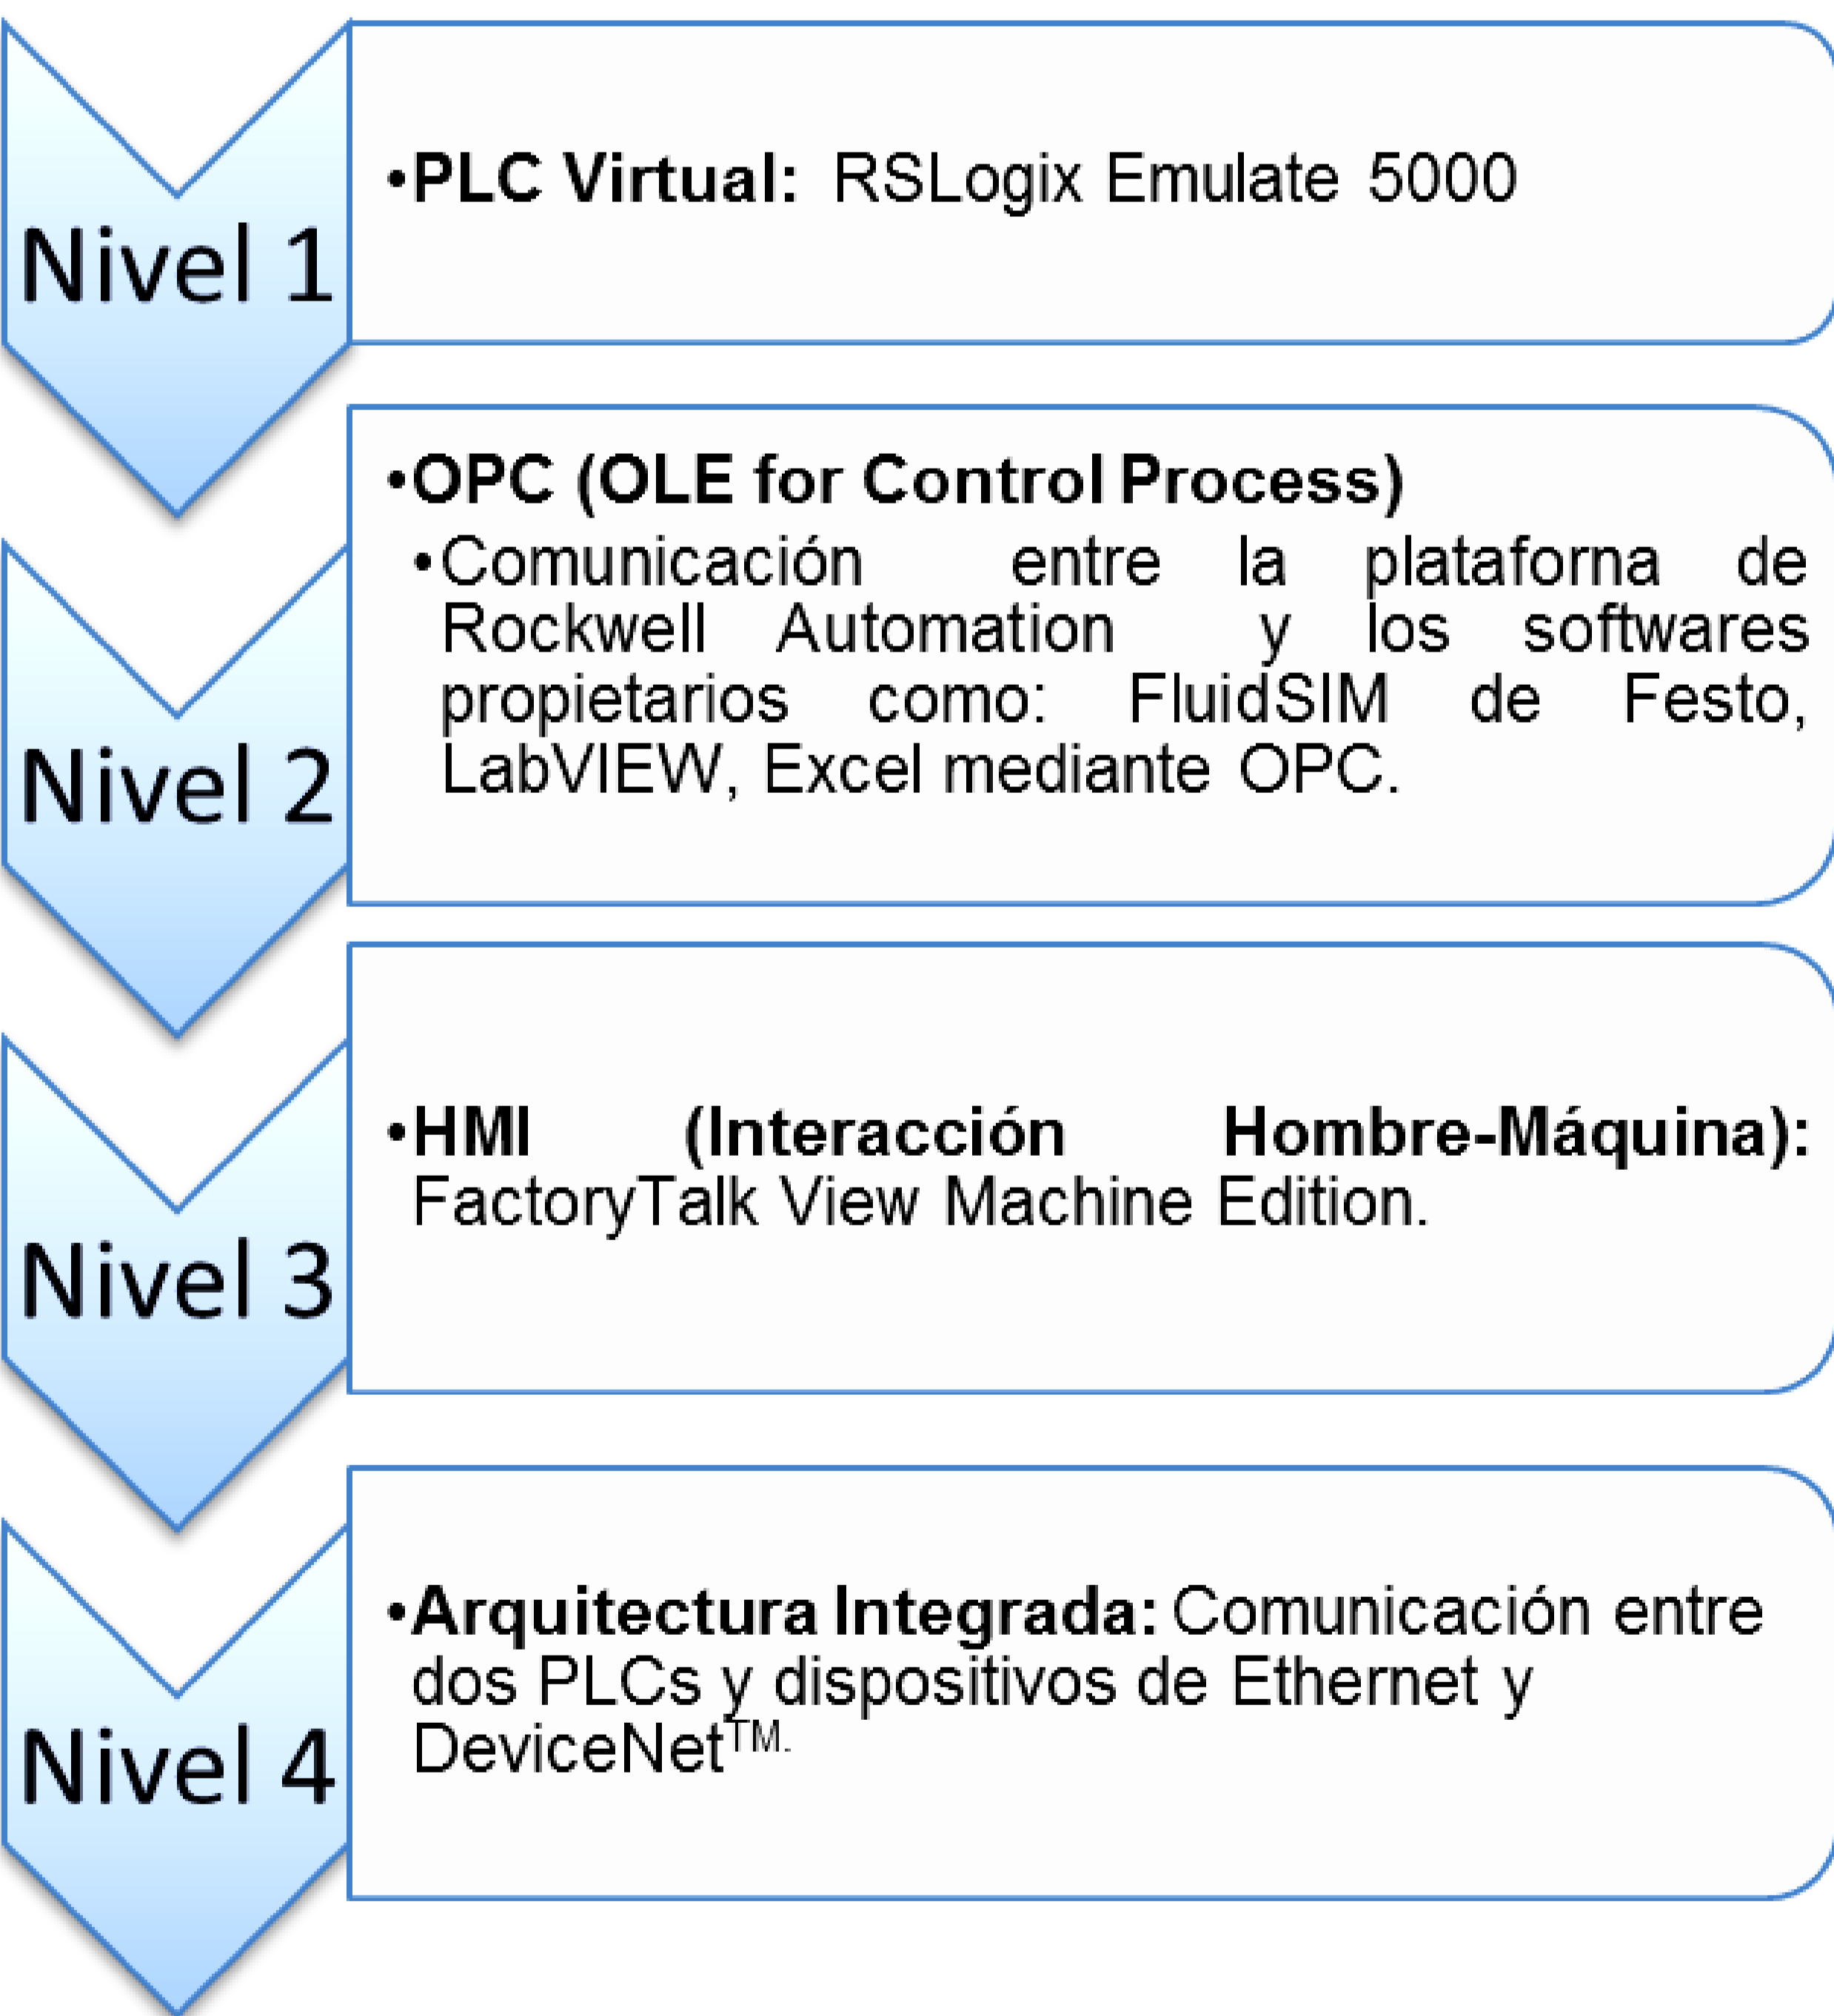 Nivel 1
•PLC Virtual: RSLogix Emulate 5000
Nivel 2
•OPC (OLE for Control Process)
•Comunicación entre la plataforna de
Rockwell Automation y los softwares
propietarios como: FluidSIM de Festo,
LabVIEW, Excel mediante OPC.
Nivel 3
•HMI (Interacción Hombre-Máquina):
FactoryTalk View Machine Edition.
Nivel 4
•Arquitectura Integrada: Comunicación entre
dos PLCs y dispositivos de Ethernet y
DeviceNet™.